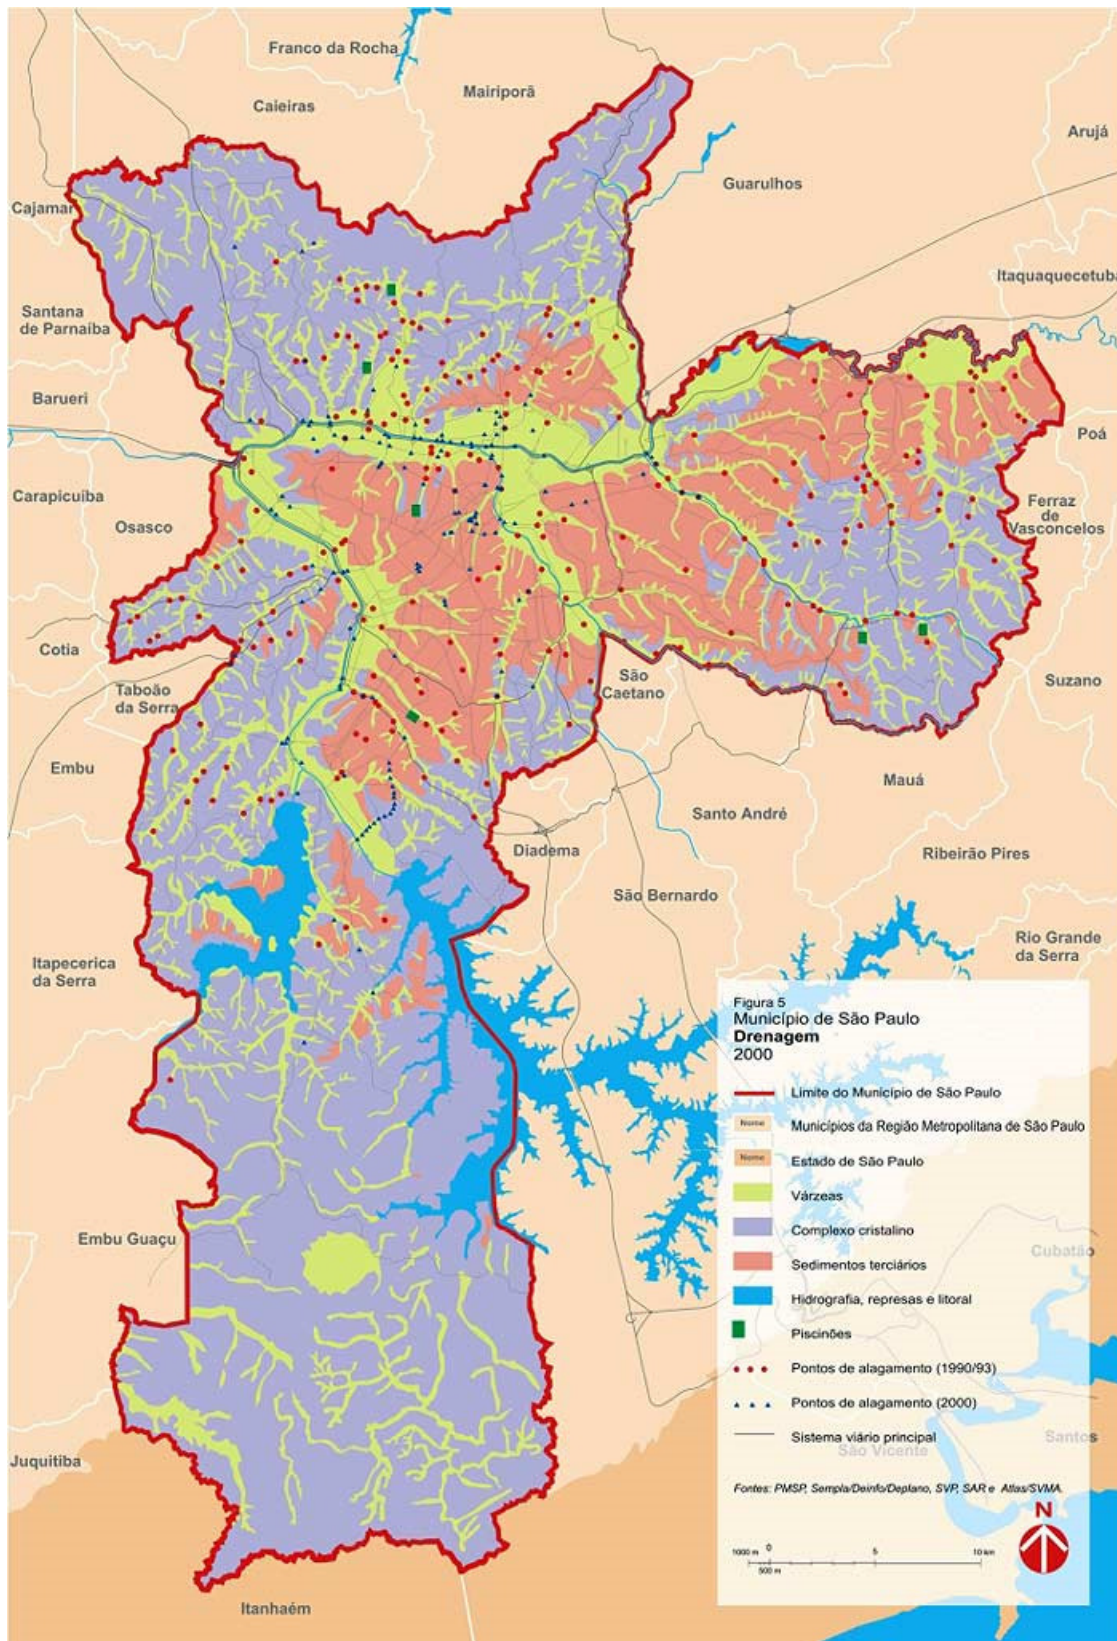 Franco da Rocha
Mairiporã
Caieiras
Arujá
Guarulhos
Cajamar
Itaquaquecetuba
Santana
de Parnaíba
Barueri
Poá
Carapicuíba
Osasco
Ferraz
de
Vasconcelos
Cotia
São
Caetano
Suzano
Taboão
da Serra
Embu
Mauá
Santo André
Diadema
Ribeirão Pires
São Bernardo
Rio Grande
da Serra
Itapecerica
da Serra
Embu Guaçu
Juquitiba
Itanhaém
Cubatão
Santos
São Vicente
Figura 5
Município de São Paulo
Drenagem
2000
Limite do Município de São Paulo
Nome Municípios da Região Metropolitana de São Paulo
Nome Estado de São Paulo
Várzeas
Complexo cristalino
Sedimentos terciários
Hidrografia, represas e litoral
Piscinões
Pontos de alagamento (1990/93)
Pontos de alagamento (2000)
Sistema viário principal
Fontes: PMSP, Sempla/Deinfo/Deplano, SVP, SAR e Atlas/SVMA.
N
1000 m 0 5 10 km
500 m